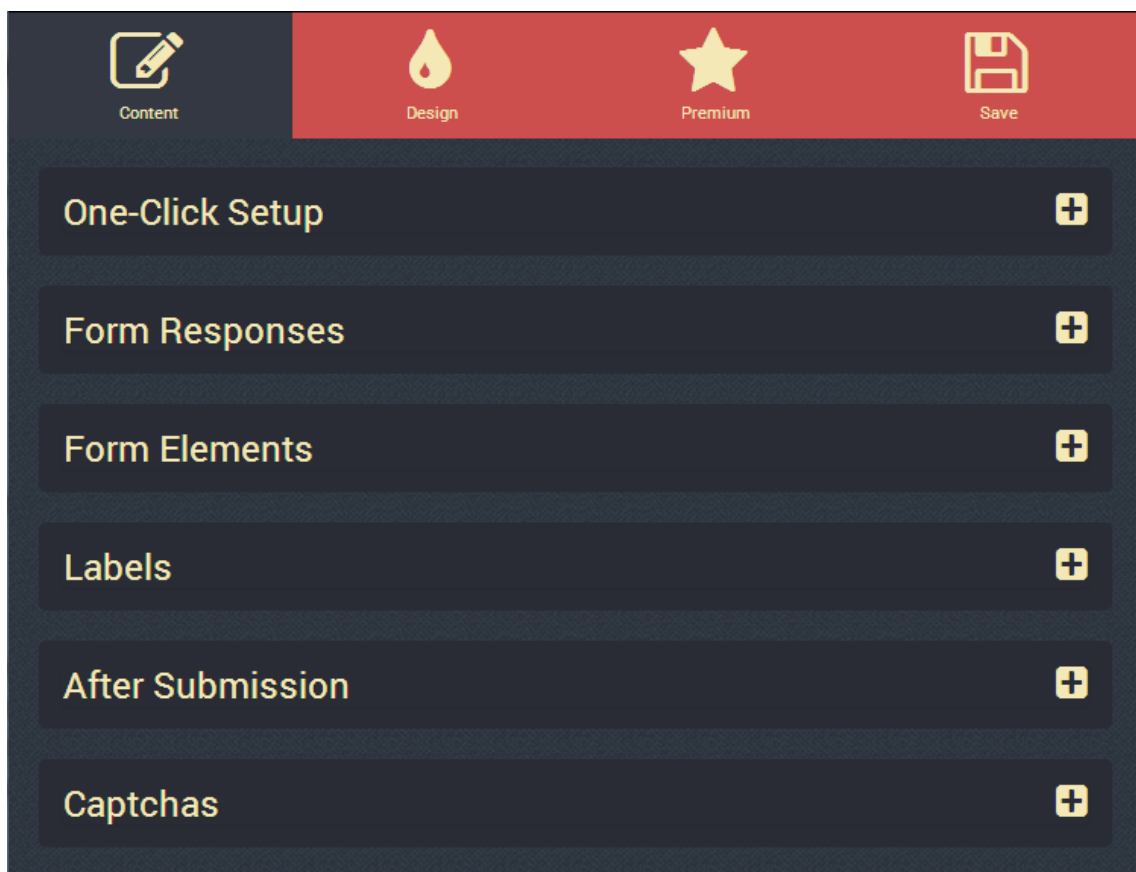 Content
Design
Premium
Save
One-Click Setup
Form Responses
Form Elements
Labels
After Submission
Captchas